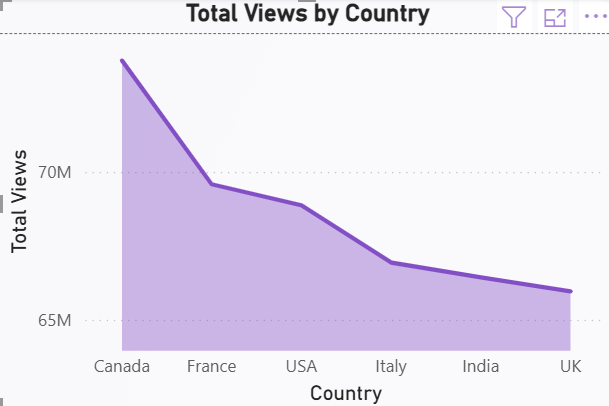 Total Views by Country
Total Views
70M
65M
Canada France USA Italy India UK
Country